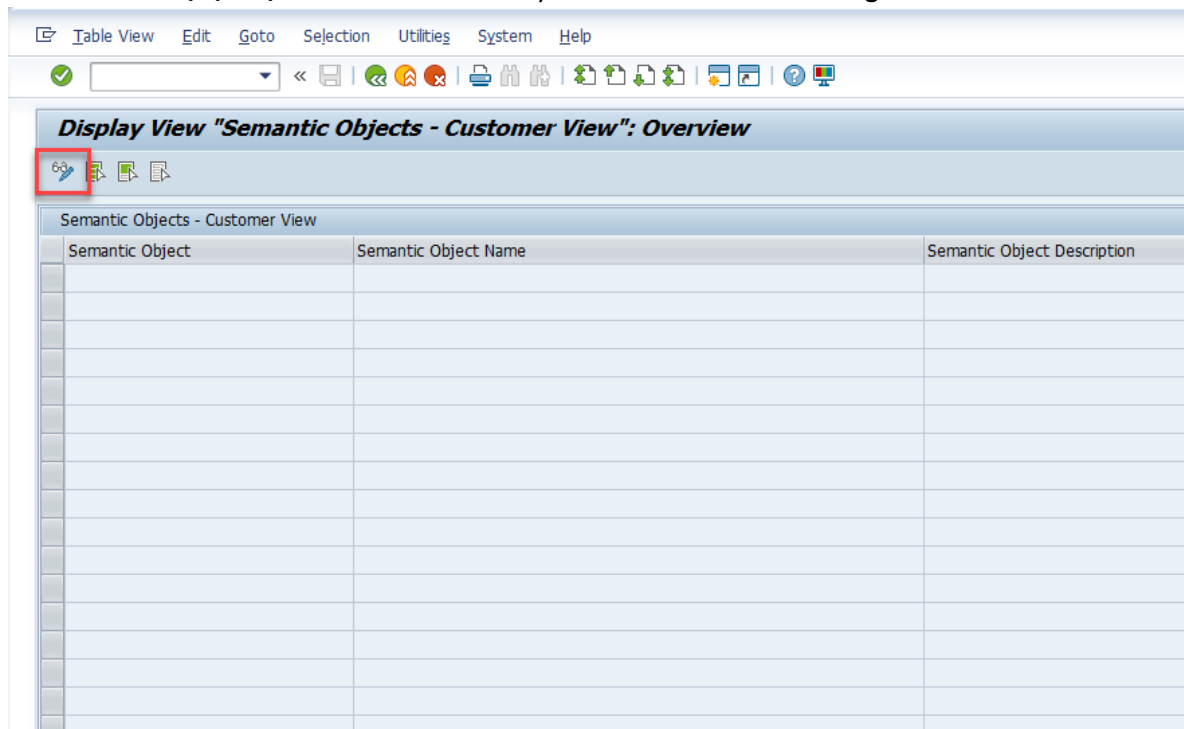 Table View Edit Goto Selection Utilities System Help
Display View "Semantic Objects - Customer View": Overview
Semantic Objects - Customer View
Semantic Object Semantic Object Name Semantic Object Description